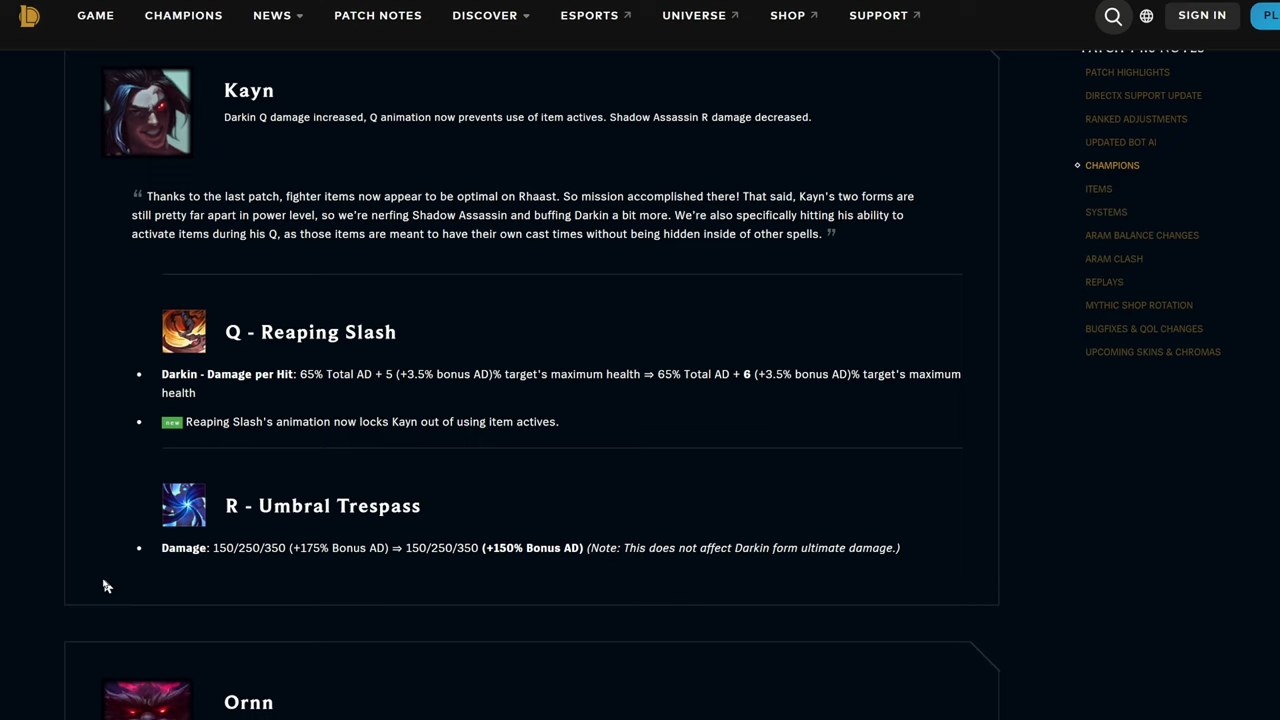 GAME CHAMPIONS NEWS PATCH NOTES DISCOVER ESPORTS UNIVERSE SHOP SUPPORT SIGN IN
PATCH HIGHLIGHTS
DIRECTX SUPPORT UPDATE
RANKED ADJUSTMENTS
UPDATED BOT AI
CHAMPIONS
ITEMS
SYSTEMS
ARAM BALANCE CHANGES
ARAM CLASH
REPLAYS
MYTHIC SHOP ROTATION
BUGFIXES & QOL CHANGES
UPCOMING SKINS & CHROMAS
Kayn
Darkin Q damage increased, Q animation now prevents use of item actives. Shadow Assassin R damage decreased.
“ Thanks to the last patch, fighter items now appear to be optimal on Rhaast. So mission accomplished there! That said, Kayn's two forms are
still pretty far apart in power level, so we’re nerfing Shadow Assassin and buffing Darkin a bit more. We’re also specifically hitting his ability to
activate items during his Q, as those items are meant to have their own cast times without being hidden inside of other spells. ”
Q - Reaping Slash
• Darkin - Damage per Hit: 65% Total AD + 5 (+3.5% bonus AD)% target's maximum health ⇒ 65% Total AD + 6 (+3.5% bonus AD)% target's maximum
health
• new Reaping Slash's animation now locks Kayn out of using item actives.
R - Umbral Trespass
• Damage: 150/250/350 (+175% Bonus AD) ⇒ 150/250/350 (+150% Bonus AD) (Note: This does not affect Darkin form ultimate damage.)
Ornn